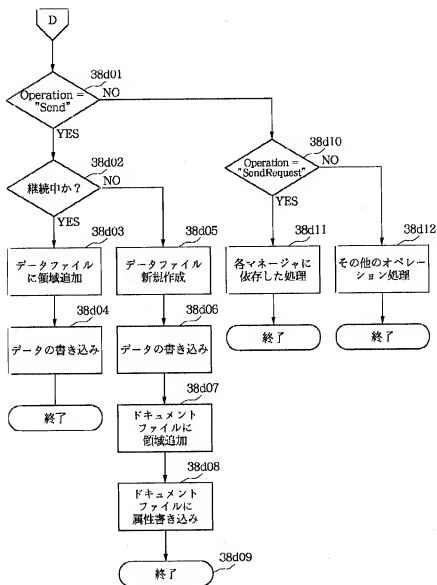 D
38d01
Operation =
"Send"
NO
YES
38d02
継続中か？
NO
YES
38d03
データファイル
に領域追加
38d04
データの書き込み
終了
38d05
データファイル
新規作成
38d06
データの書き込み
38d07
ドキュメント
ファイルに
領域追加
38d08
ドキュメント
ファイルに
属性書き込み
終了
38d09
38d10
Operation =
"SendRequest"
NO
YES
38d11
各マネージャに
依存した処理
終了
38d12
その他のオペレー
ション処理
終了